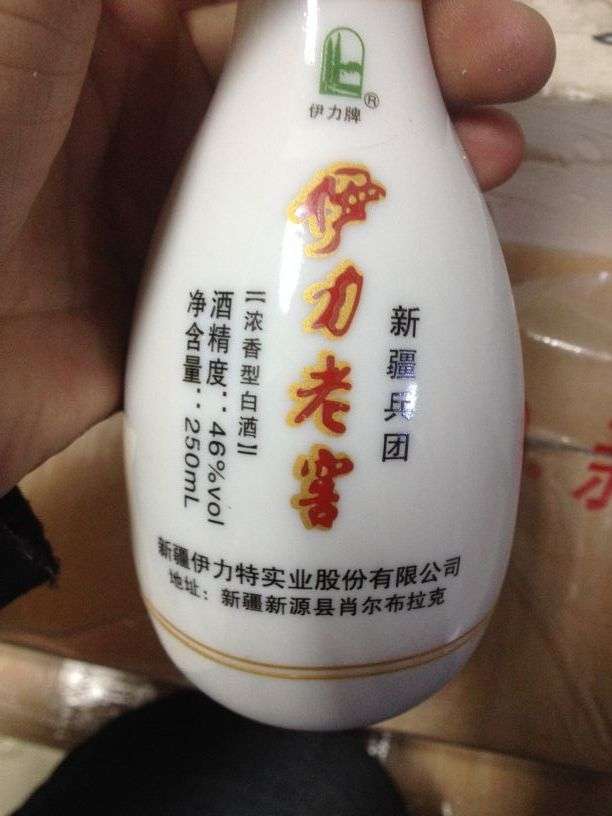 伊力牌®
新疆兵团
伊力老窖
【浓香型白酒】
酒精度：46%vol
净含量：250mL
新疆伊力特实业股份有限公司
地址：新疆新源县肖尔布拉克